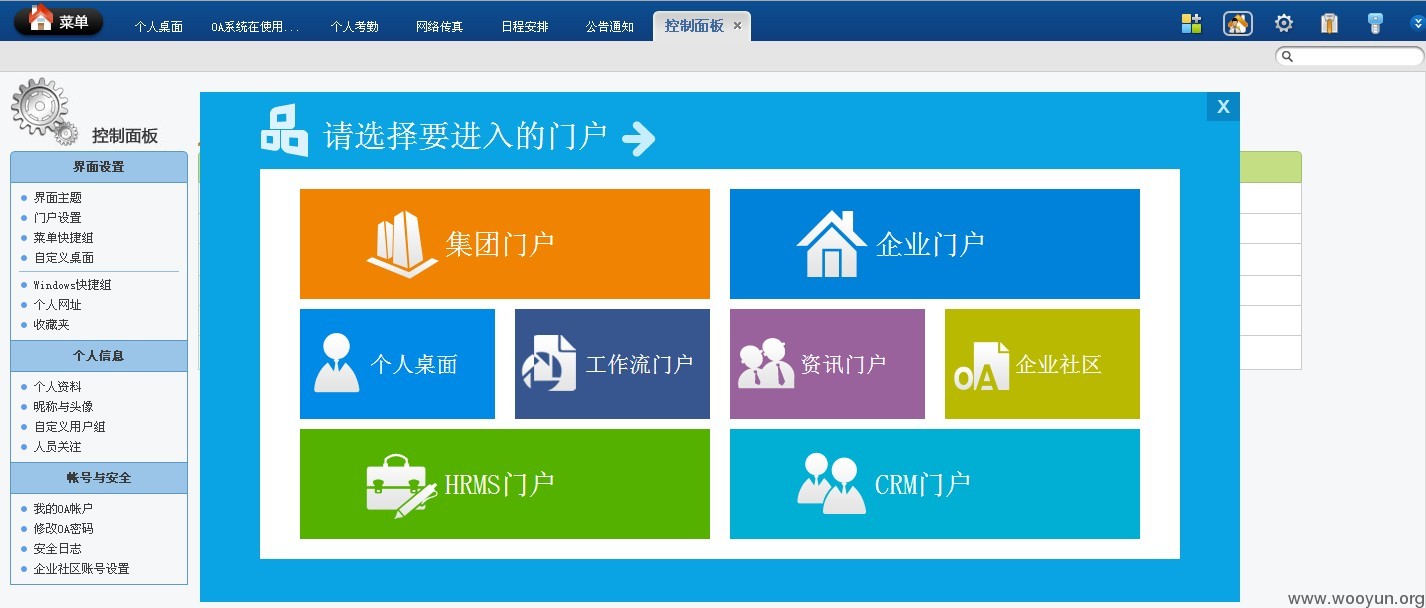 菜单
个人桌面
OA系统在使用...
个人考勤
网络传真
日程安排
公告通知
控制面板
控制面板
界面设置
界面主题
门户设置
菜单快捷组
自定义桌面
Windows快捷组
个人网址
收藏夹
个人信息
个人资料
昵称与头像
自定义用户组
人员关注
帐号与安全
我的OA帐户
修改OA密码
安全日志
企业社区账号设置
请选择要进入的门户
X
集团门户
企业门户
个人桌面
工作流门户
资讯门户
OA
企业社区
HRMS门户
CRM门户
www.wooyun.org